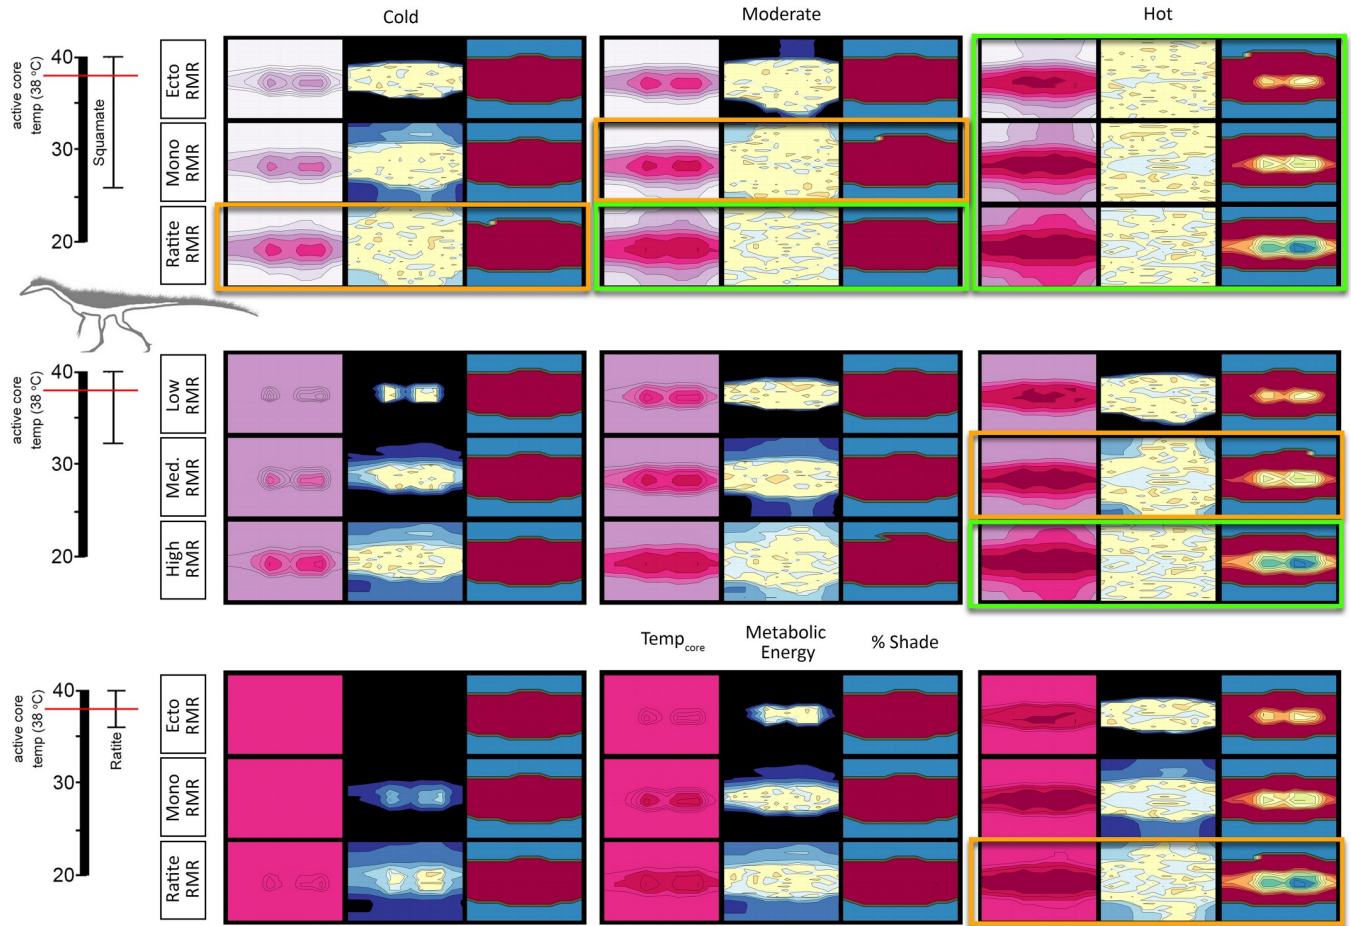 Cold
Moderate
Hot
active core
temp (38 °C)
40
30
20
Squamate
Ecto
RMR
Mono
RMR
Ratite
RMR
active core
temp (38 °C)
40
30
20
Low
RMR
Med.
RMR
High
RMR
Temp core
Metabolic
Energy
% Shade
active core
temp (38 °C)
40
30
20
Ratite
Ecto
RMR
Mono
RMR
Ratite
RMR